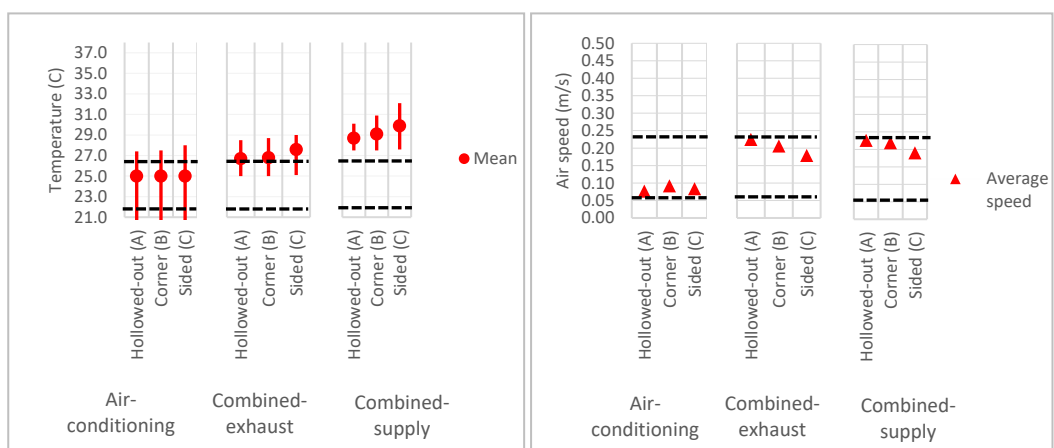 Temperature (C)
37.0
35.0
33.0
31.0
29.0
27.0
25.0
23.0
21.0
Hollowed-out (A)
Corner (B)
Sided (C)
Hollowed-out (A)
Corner (B)
Sided (C)
Hollowed-out (A)
Corner (B)
Sided (C)
Air-
conditioning
Combined-
exhaust
Combined-
supply
Mean
Air speed (m/s)
0.50
0.45
0.40
0.35
0.30
0.25
0.20
0.15
0.10
0.05
0.00
Hollowed-out (A)
Corner (B)
Sided (C)
Hollowed-out (A)
Corner (B)
Sided (C)
Hollowed-out (A)
Corner (B)
Sided (C)
Air-
conditioning
Combined-
exhaust
Combined-
supply
Average
speed